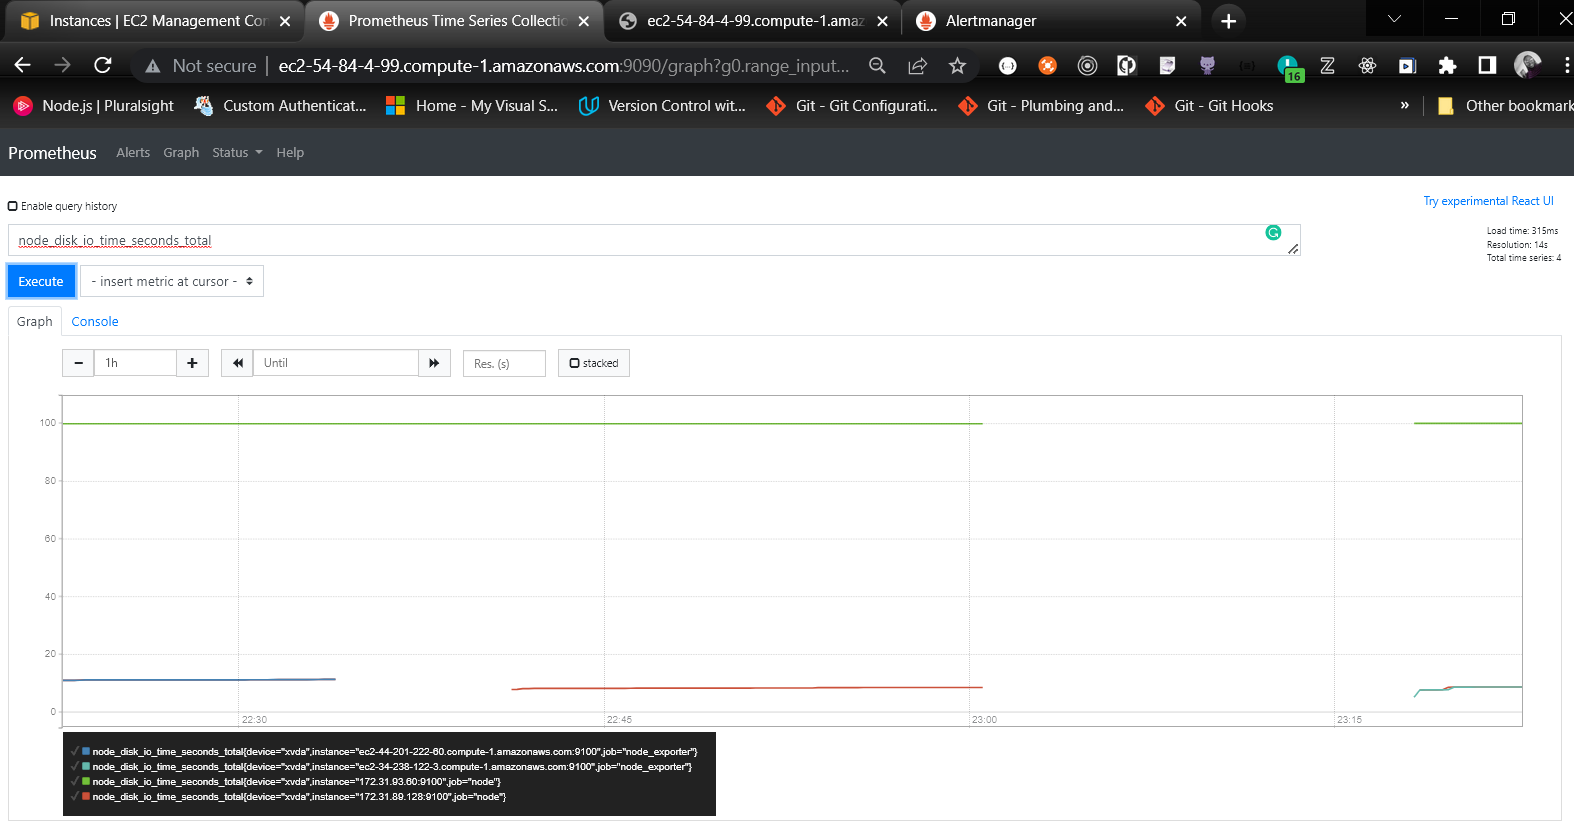 Instances | EC2 Management Con
Prometheus Time Series Collectio
ec2-54-84-4-99.compute-1.amaz
Alertmanager
Not secure
ec2-54-84-4-99.compute-1.amazonaws.com:9090/graph?g0.range_input...
16
Node.js | Pluralsight
Custom Authenticat...
Home - My Visual S...
Version Control wit...
Git - Git Configurati...
Git - Plumbing and...
Git - Git Hooks
»
Other bookmark
Prometheus
Alerts
Graph
Status
Help
Enable query history
Try experimental React UI
node_disk_io_time_seconds_total
Load time: 315ms
Resolution: 14s
Total time series: 4
Execute
- insert metric at cursor -
Graph
Console
1h
Until
Res. (s)
stacked
100
80
60
40
20
0
22:30
22:45
23:00
23:15
node_disk_io_time_seconds_total{device="xvda",instance="ec2-44-201-222-60.compute-1.amazonaws.com:9100",job="node_exporter"}
node_disk_io_time_seconds_total{device="xvda",instance="ec2-34-238-122-3.compute-1.amazonaws.com:9100",job="node_exporter"}
node_disk_io_time_seconds_total{device="xvda",instance="172.31.93.60:9100",job="node"}
node_disk_io_time_seconds_total{device="xvda",instance="172.31.89.128:9100",job="node"}